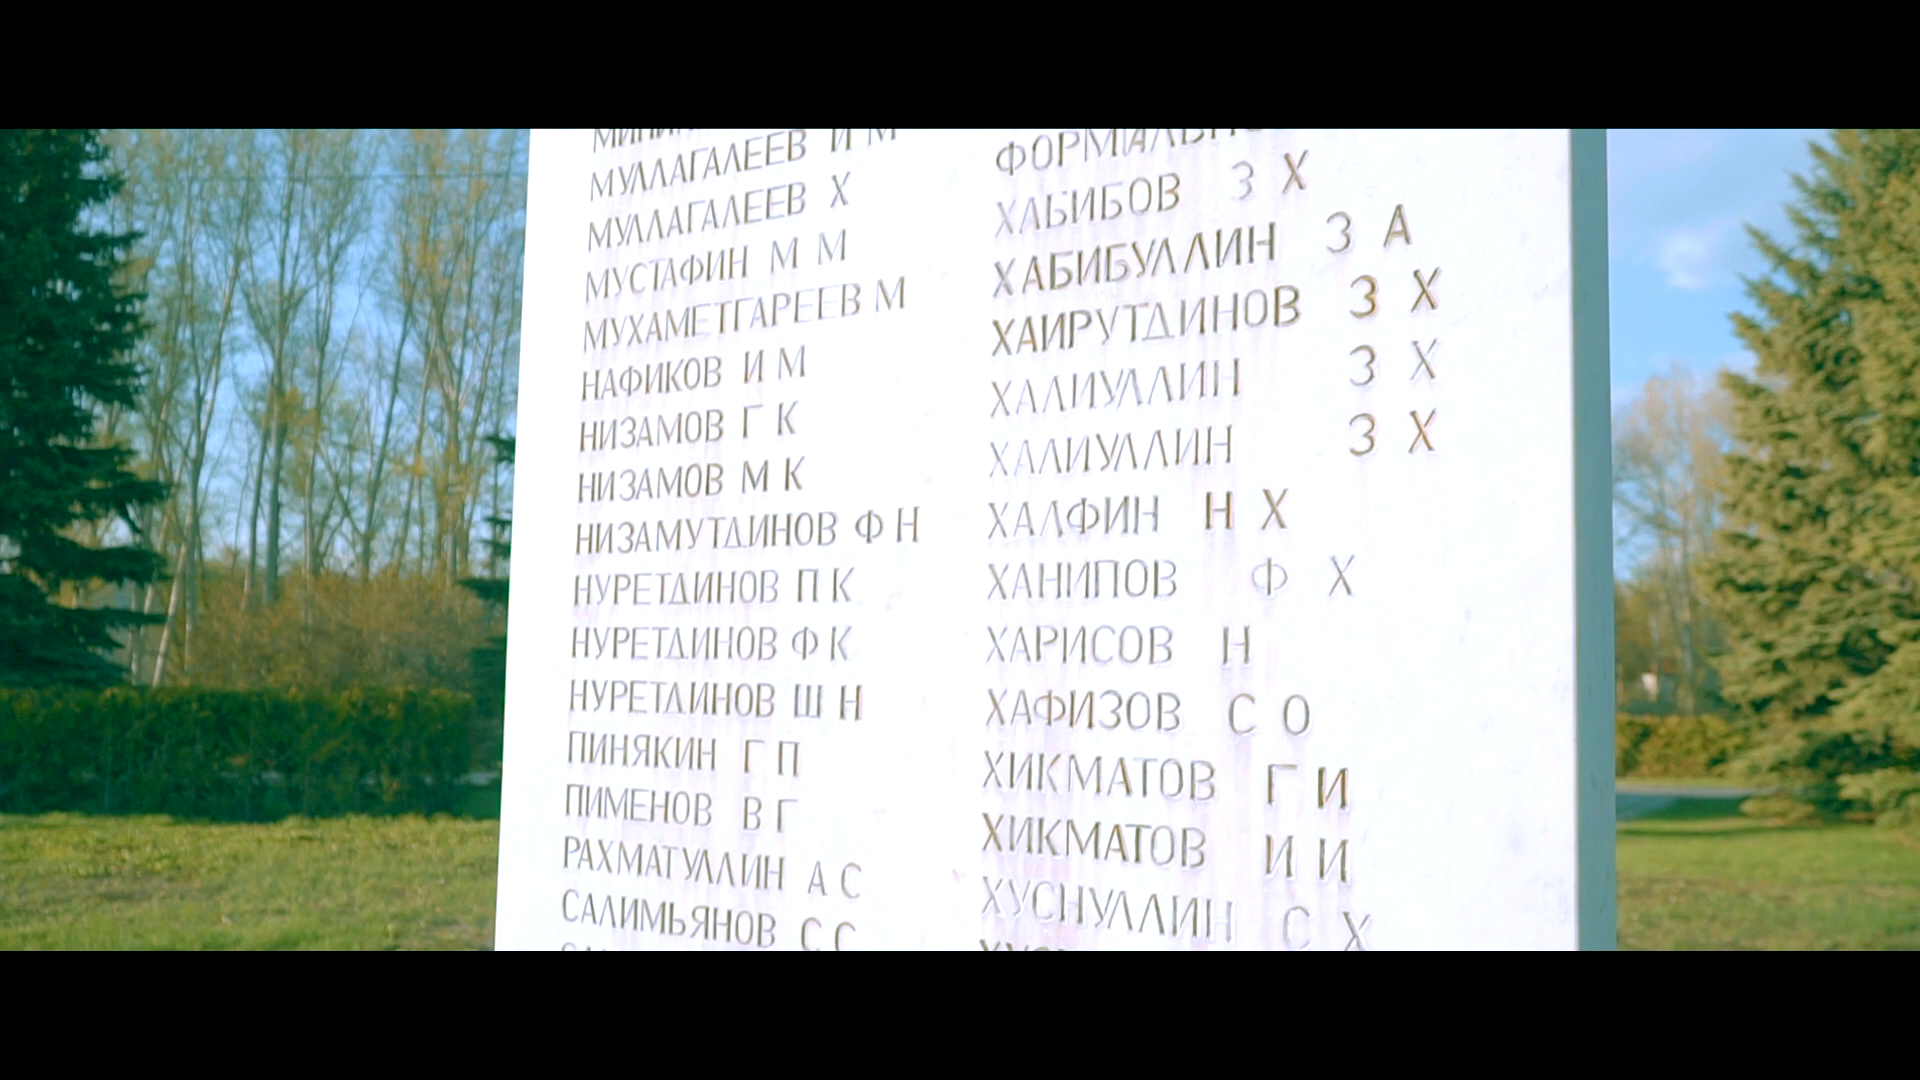 МУЛЛАГАЛЕЕВ И М
МУЛЛАГАЛЕЕВ Х
МУСТАФИН М М
МУХАМЕТГАРЕЕВ М
НАФИКОВ И М
НИЗАМОВ Г К
НИЗАМОВ М К
НИЗАМУТДИНОВ Ф Н
НУРЕТДИНОВ П К
НУРЕТДИНОВ Ф К
НУРЕТДИНОВ Ш Н
ПИНЯКИН Г П
ПИМЕНОВ В Г
РАХМАТУЛЛИН А С
САЛИМЬЯНОВ С С
ХАБИБОВ З Х
ХАБИБУЛЛИН З А
ХАИРУТДИНОВ З Х
ХАЛИУЛЛИН З Х
ХАЛИУЛЛИН З Х
ХАЛФИН Н Х
ХАНИПОВ Ф Х
ХАРИСОВ Н
ХАФИЗОВ С О
ХИКМАТОВ Г И
ХИКМАТОВ И И
ХУСНУЛЛИН С Х